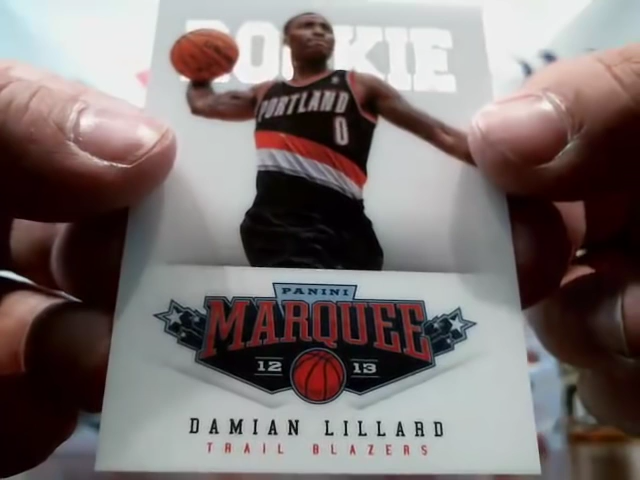 ROOKIE
PORTLAND
0
PANINI
MARQUEE
12 13
DAMIAN LILLARD
TRAIL BLAZERS